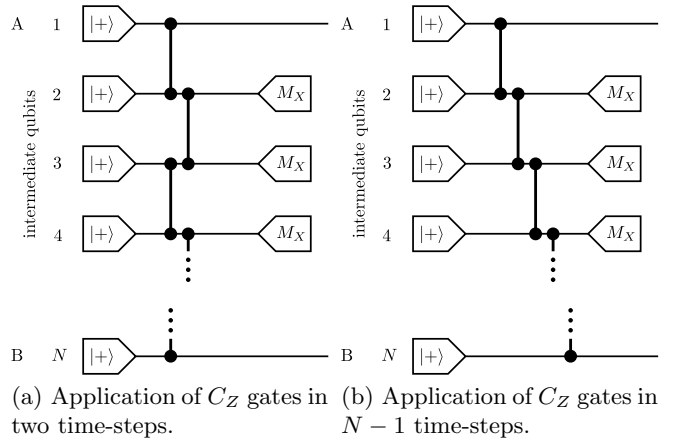 A 1 |+⟩
2 |+⟩ M_X
3 |+⟩ M_X
4 |+⟩ M_X
intermediate qubits
B N |+⟩
(a) Application of C_Z gates in
two time-steps.
A 1 |+⟩
2 |+⟩ M_X
3 |+⟩ M_X
4 |+⟩ M_X
intermediate qubits
B N |+⟩
(b) Application of C_Z gates in
N − 1 time-steps.